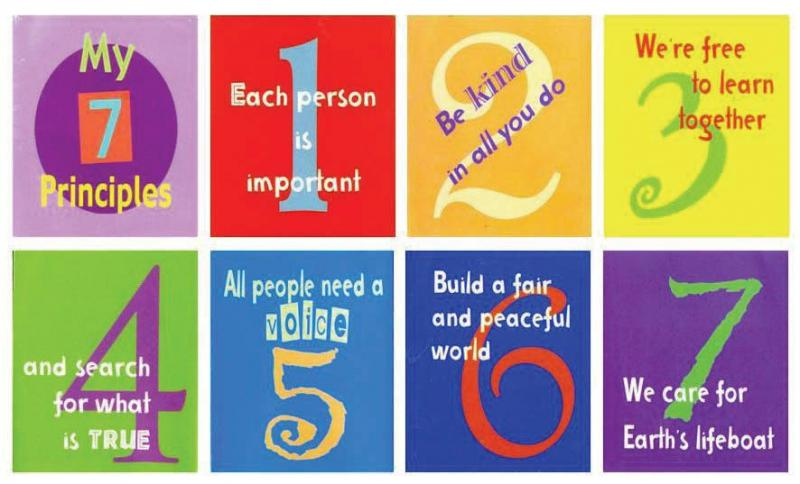 My
7
Principles
1
Each person
is
important
2
Be kind
in all you do
3
We're free
to learn
together
4
and search
for what
is TRUE
All people need a
voice
5
6
Build a fair
and peaceful
world
7
We care for
Earth's lifeboat